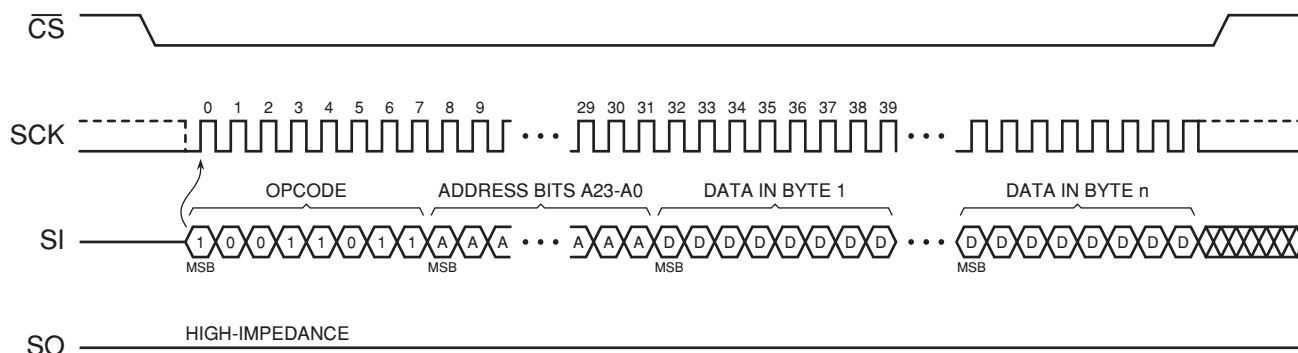 CS
0 1 2 3 4 5 6 7 8 9 29 30 31 32 33 34 35 36 37 38 39
SCK
OPCODE ADDRESS BITS A23-A0 DATA IN BYTE 1 DATA IN BYTE n
SI 1 0 0 1 1 0 1 1 A A A A A A D D D D D D D D D D D D D D D D
MSB MSB MSB MSB
HIGH-IMPEDANCE
SO